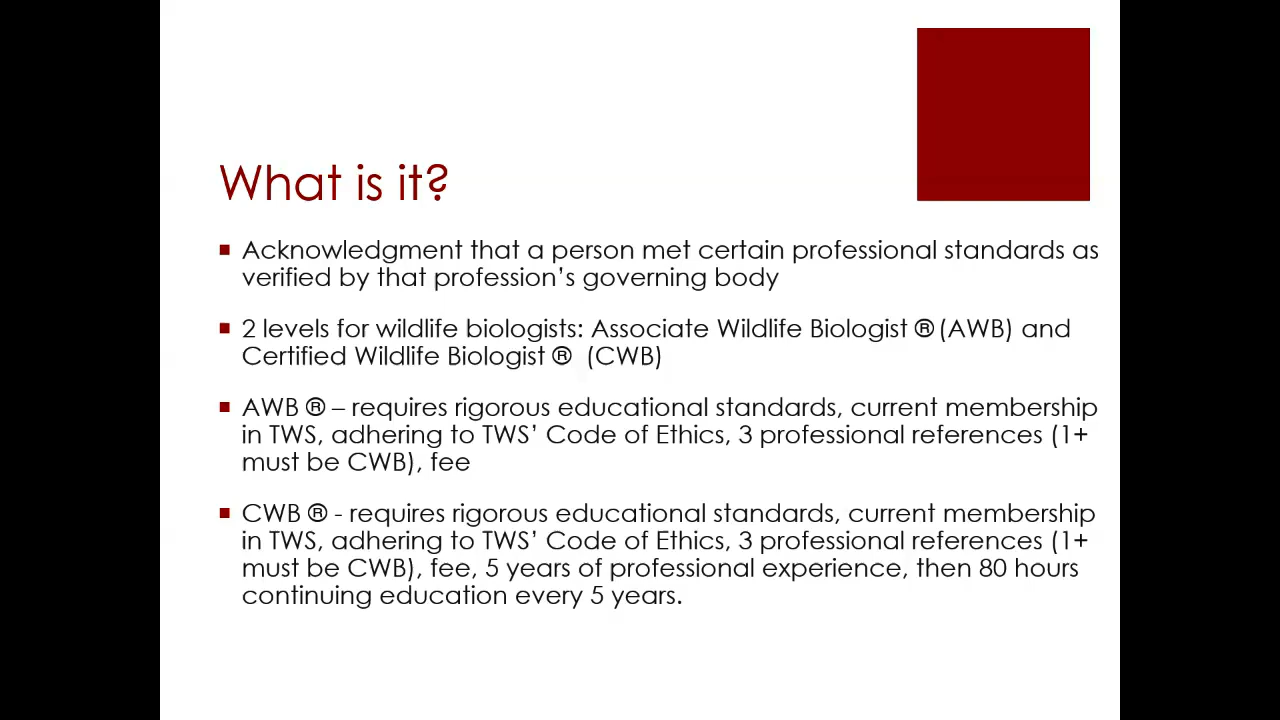 What is it?
Acknowledgment that a person met certain professional standards as
verified by that profession’s governing body
2 levels for wildlife biologists: Associate Wildlife Biologist ® (AWB) and
Certified Wildlife Biologist ® (CWB)
AWB ® – requires rigorous educational standards, current membership
in TWS, adhering to TWS’ Code of Ethics, 3 professional references (1+
must be CWB), fee
CWB ® - requires rigorous educational standards, current membership
in TWS, adhering to TWS’ Code of Ethics, 3 professional references (1+
must be CWB), fee, 5 years of professional experience, then 80 hours
continuing education every 5 years.